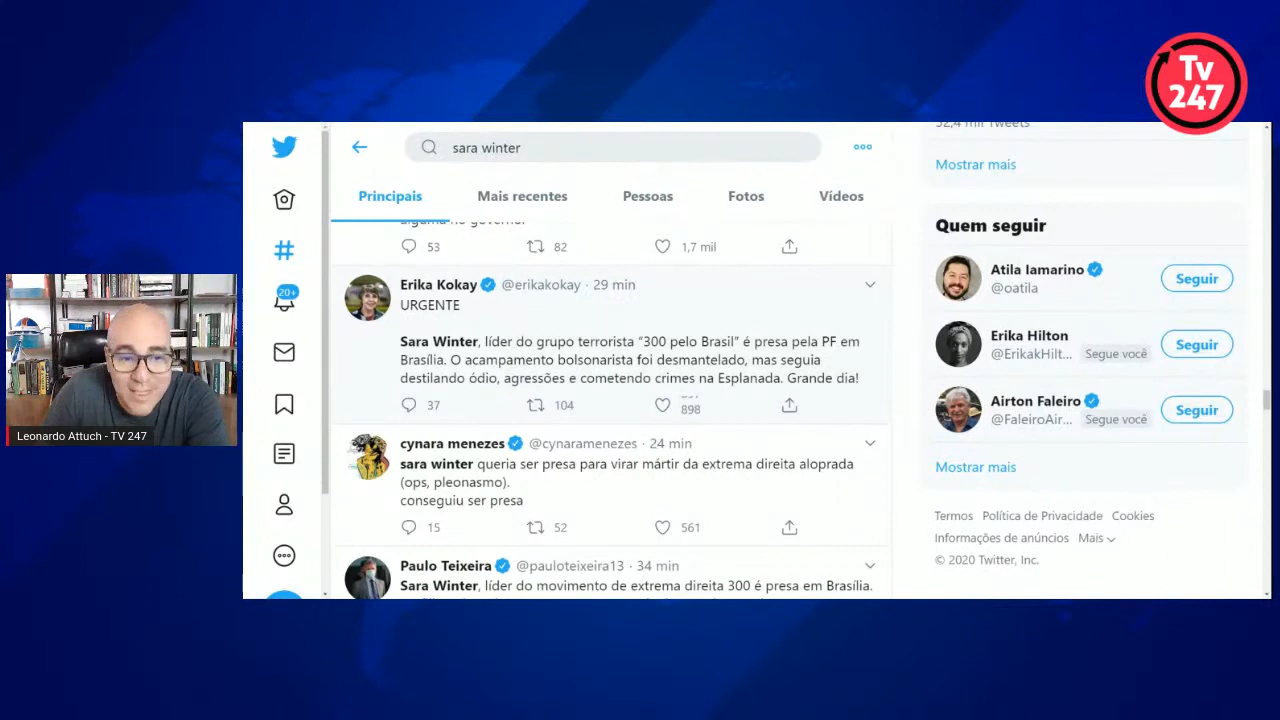 Tv
247
sara winter
Principais
Mais recentes
Pessoas
Fotos
Vídeos
53
82
1,7 mil
Erika Kokay @erikakokay · 29 min
URGENTE
Sara Winter, líder do grupo terrorista “300 pelo Brasil” é presa pela PF em
Brasília. O acampamento bolsonarista foi desmantelado, mas seguia
destilando ódio, agressões e cometendo crimes na Esplanada. Grande dia!
37
104
898
cynara menezes @cynaramenezes · 24 min
sara winter queria ser presa para virar mártir da extrema direita aloprada
(ops, pleonasmo).
conseguiu ser presa
15
52
561
Paulo Teixeira @pauloteixeira13 · 34 min
Sara Winter, líder do movimento de extrema direita 300 é presa em Brasília.
20+
52,4 mil Tweets
Mostrar mais
Quem seguir
Atila Iamarino
@oatila
Seguir
Erika Hilton
@ErikakHilt... Segue você
Seguir
Airton Faleiro
@FaleiroAir... Segue você
Seguir
Mostrar mais
Termos Política de Privacidade Cookies
Informações de anúncios Mais
© 2020 Twitter, Inc.
Leonardo Attuch - TV 247